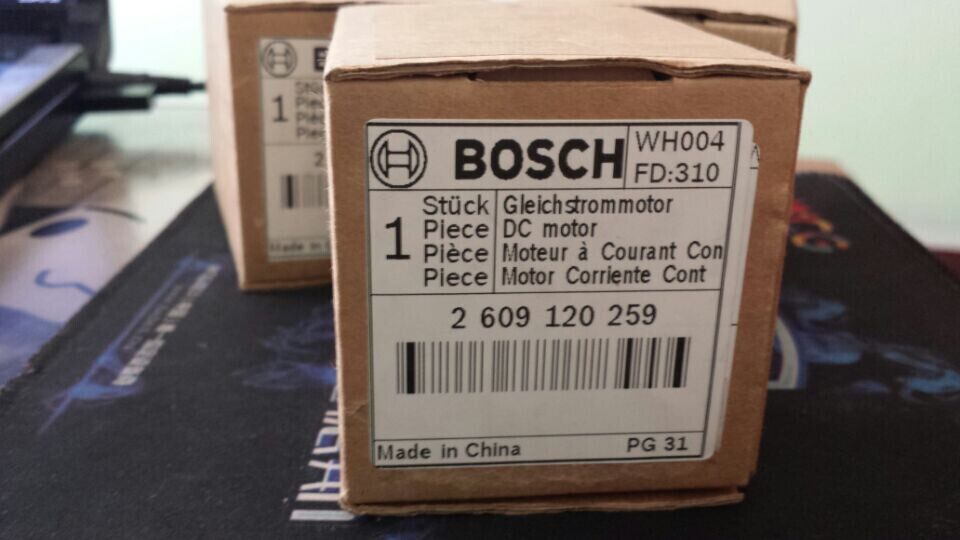 BOSCH
WH004
FD:310
1
Stück
Piece
Pièce
Piece
Gleichstrommotor
DC motor
Moteur à Courant Con
Motor Corriente Cont
2 609 120 259
Made in China
PG 31
1